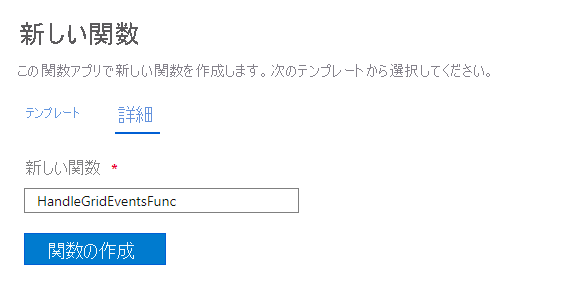 新しい関数
この関数アプリで新しい関数を作成します。次のテンプレートから選択してください。
テンプレート 詳細
新しい関数 *
HandleGridEventsFunc
関数の作成